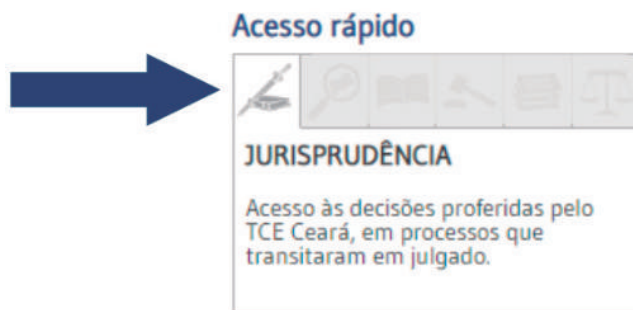 Acesso rápido
JURISPRUDÊNCIA
Acesso às decisões proferidas pelo
TCE Ceará, em processos que
transitaram em julgado.